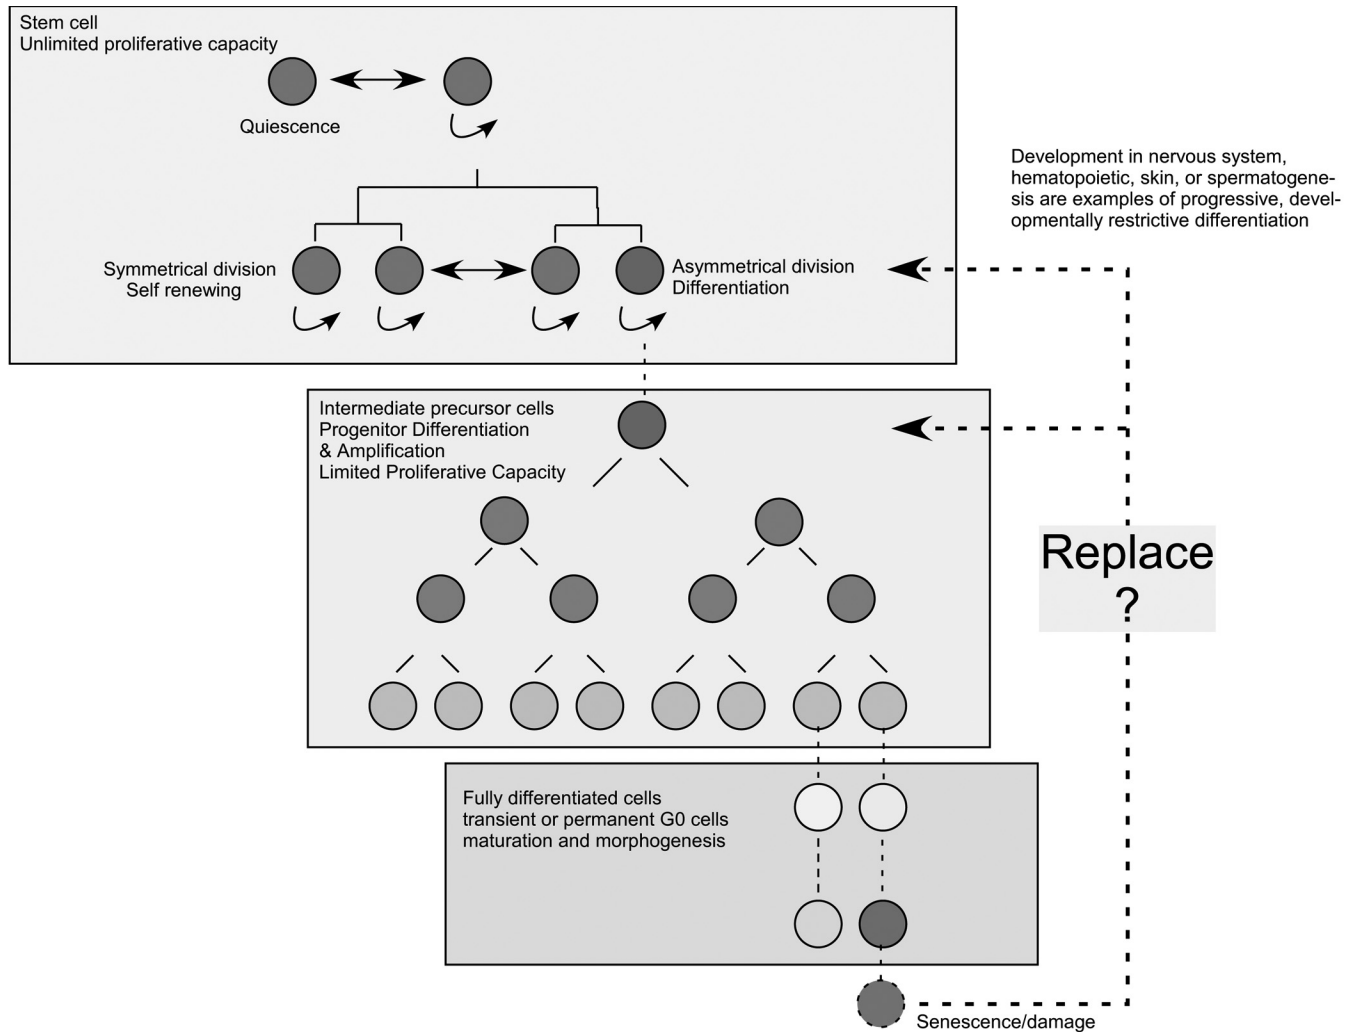 Stem cell
Unlimited proliferative capacity
Quiescence
Development in nervous system,
hematopoietic, skin, or spermatogene-
sis are examples of progressive, devel-
opmentally restrictive differentiation
Symmetrical division
Self renewing
Asymmetrical division
Differentiation
Intermediate precursor cells
Progenitor Differentiation
& Amplification
Limited Proliferative Capacity
Replace
?
Fully differentiated cells
transient or permanent G0 cells
maturation and morphogenesis
Senescence/damage